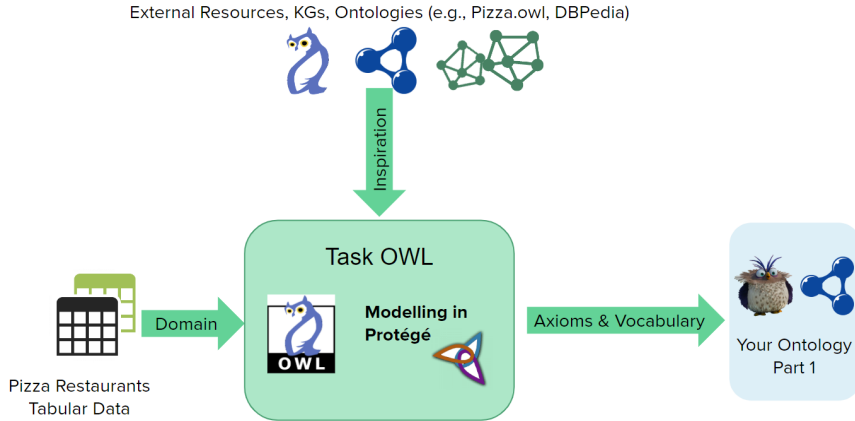 External Resources, KGs, Ontologies (e.g., Pizza.owl, DBPedia)
Inspiration
Task OWL
Modelling in
Protégé
OWL
Domain
Axioms & Vocabulary
Pizza Restaurants
Tabular Data
Your Ontology
Part 1